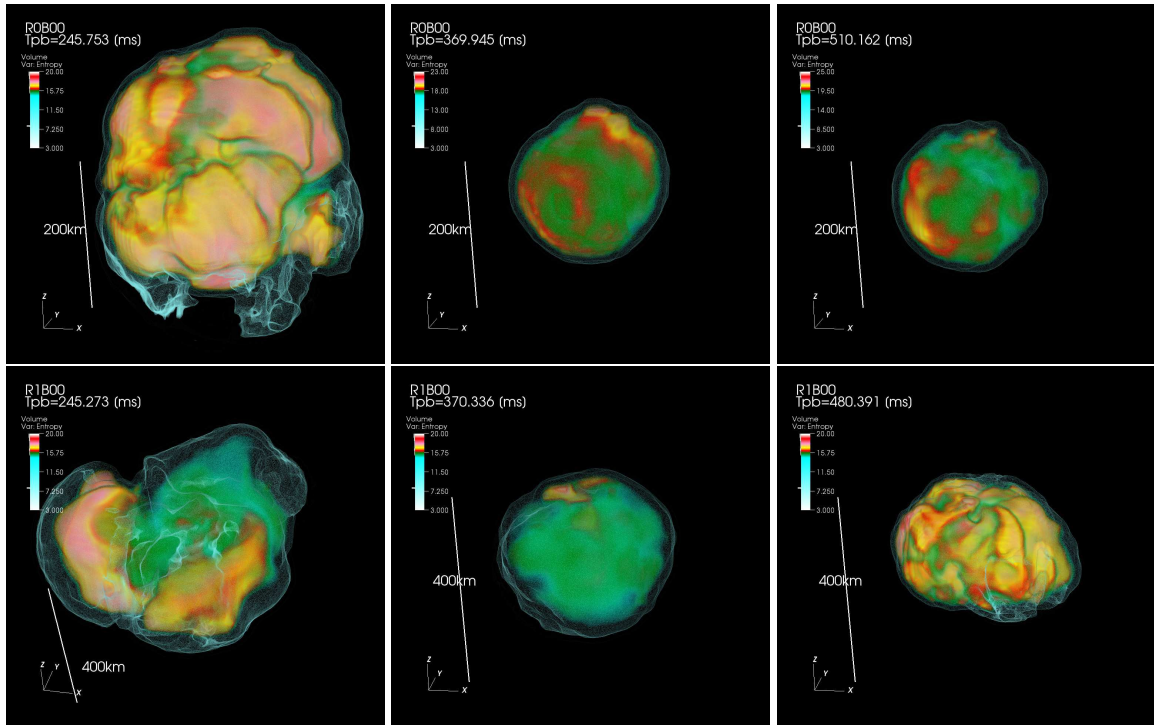 R0B00
Tpb=245.753 [ms]
Volume
Var. Entropy
20.00
15.75
11.50
7.250
3.000
200km
Z
Y
X
R0B00
Tpb=369.945 [ms]
Volume
Var. Entropy
23.00
18.00
13.00
8.000
3.000
200km
Z
Y
X
R0B00
Tpb=510.162 [ms]
Volume
Var. Entropy
25.00
19.50
14.00
8.500
3.000
200km
Z
Y
X
R1B00
Tpb=245.273 [ms]
Volume
Var. Entropy
20.00
15.75
11.50
7.250
3.000
400km
Z
Y
X
R1B00
Tpb=370.336 [ms]
Volume
Var. Entropy
20.00
15.75
11.50
7.250
3.000
400km
Z
Y
X
R1B00
Tpb=480.391 [ms]
Volume
Var. Entropy
20.00
15.75
11.50
7.250
3.000
400km
Z
Y
X